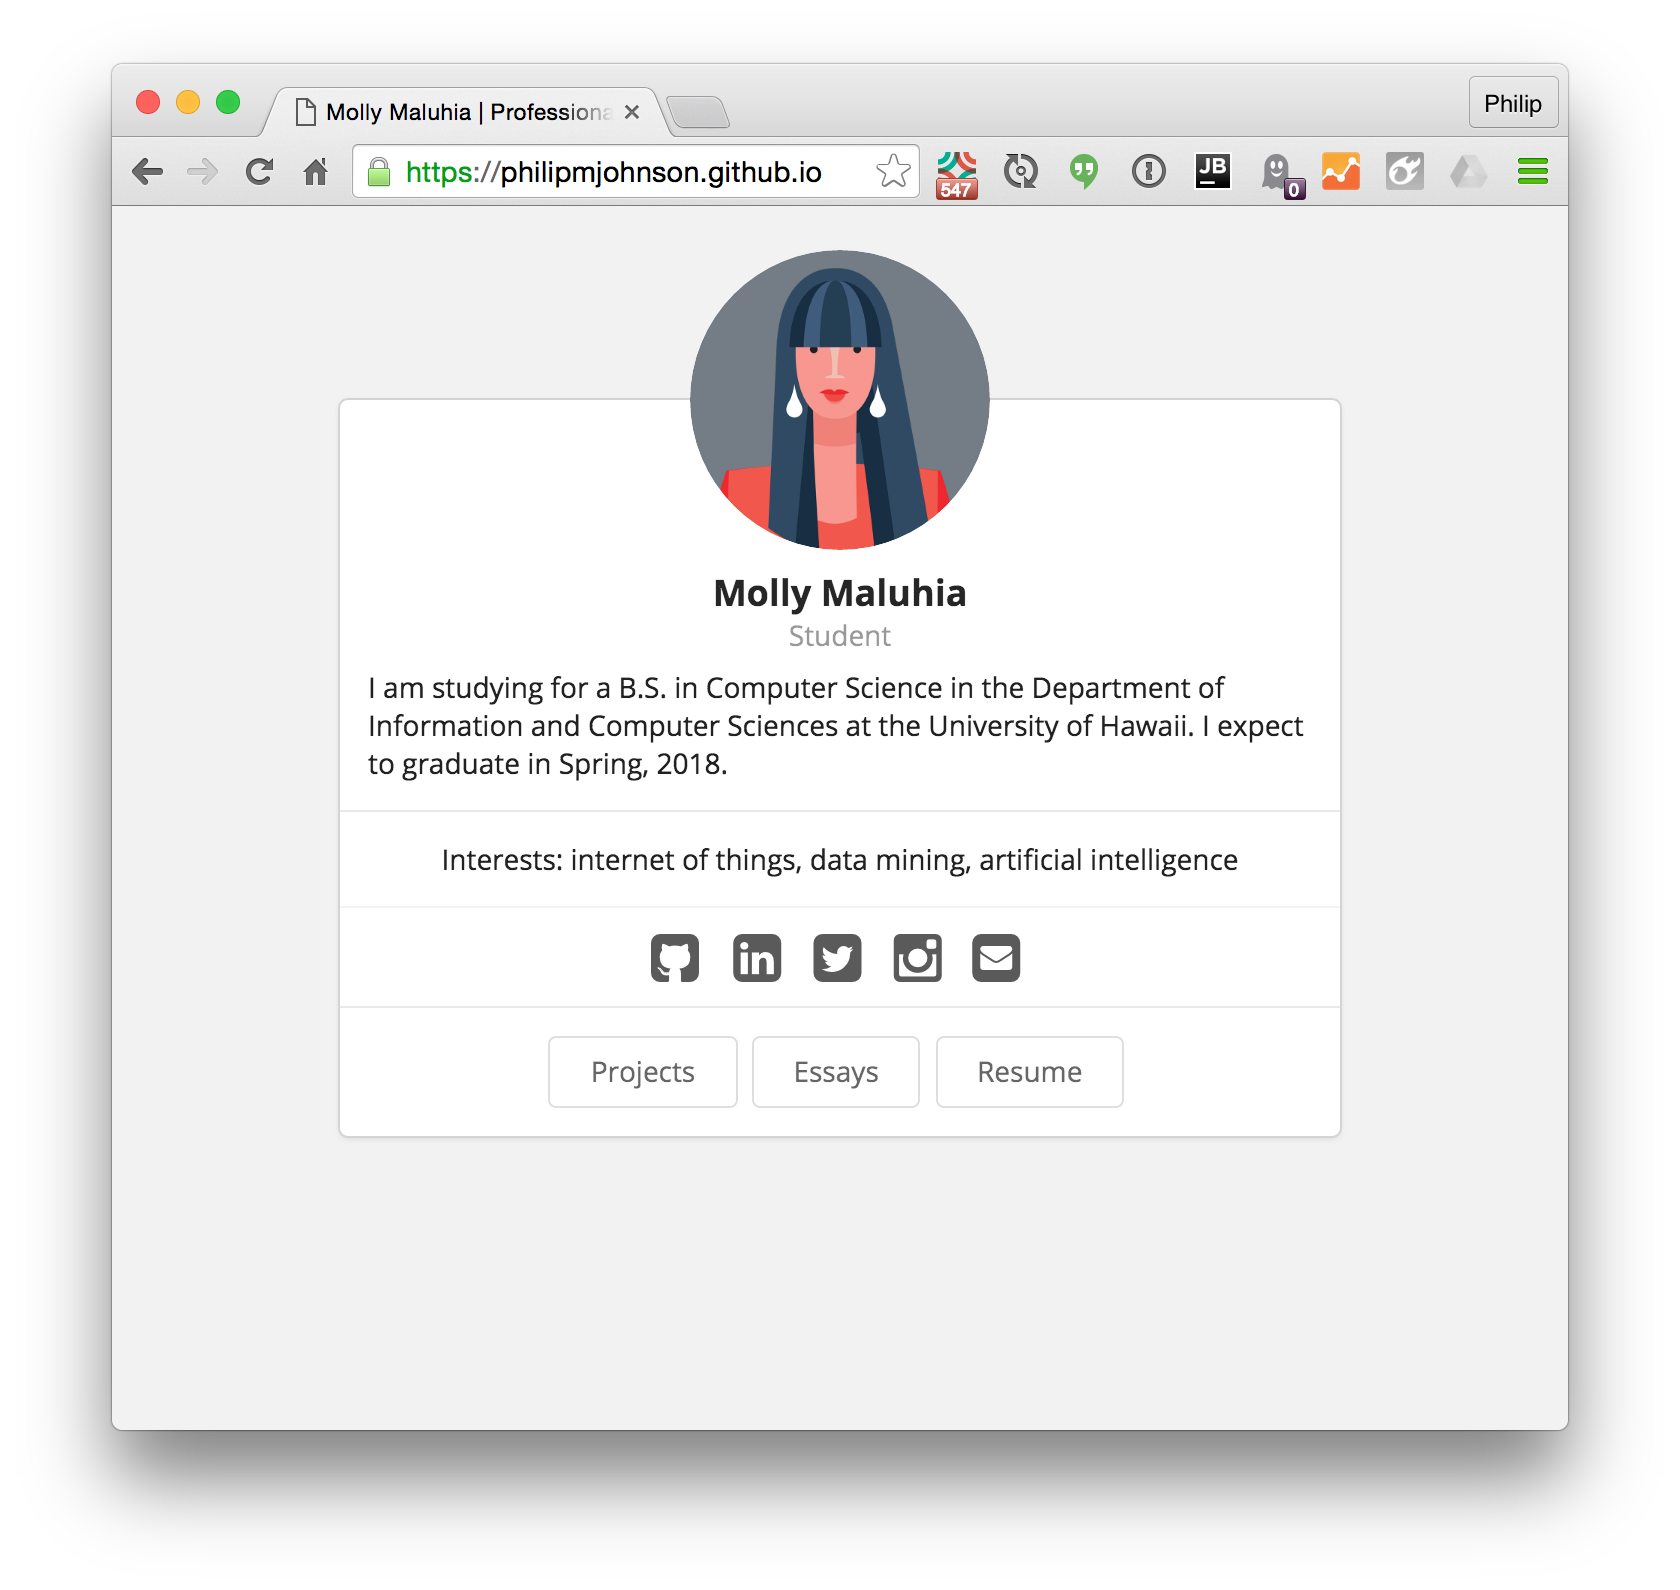 Molly Maluhia | Professiona
Philip
https://philipmjohnson.github.io
547
JB
0
Molly Maluhia
Student
I am studying for a B.S. in Computer Science in the Department of
Information and Computer Sciences at the University of Hawaii. I expect
to graduate in Spring, 2018.
Interests: internet of things, data mining, artificial intelligence
in
Projects
Essays
Resume